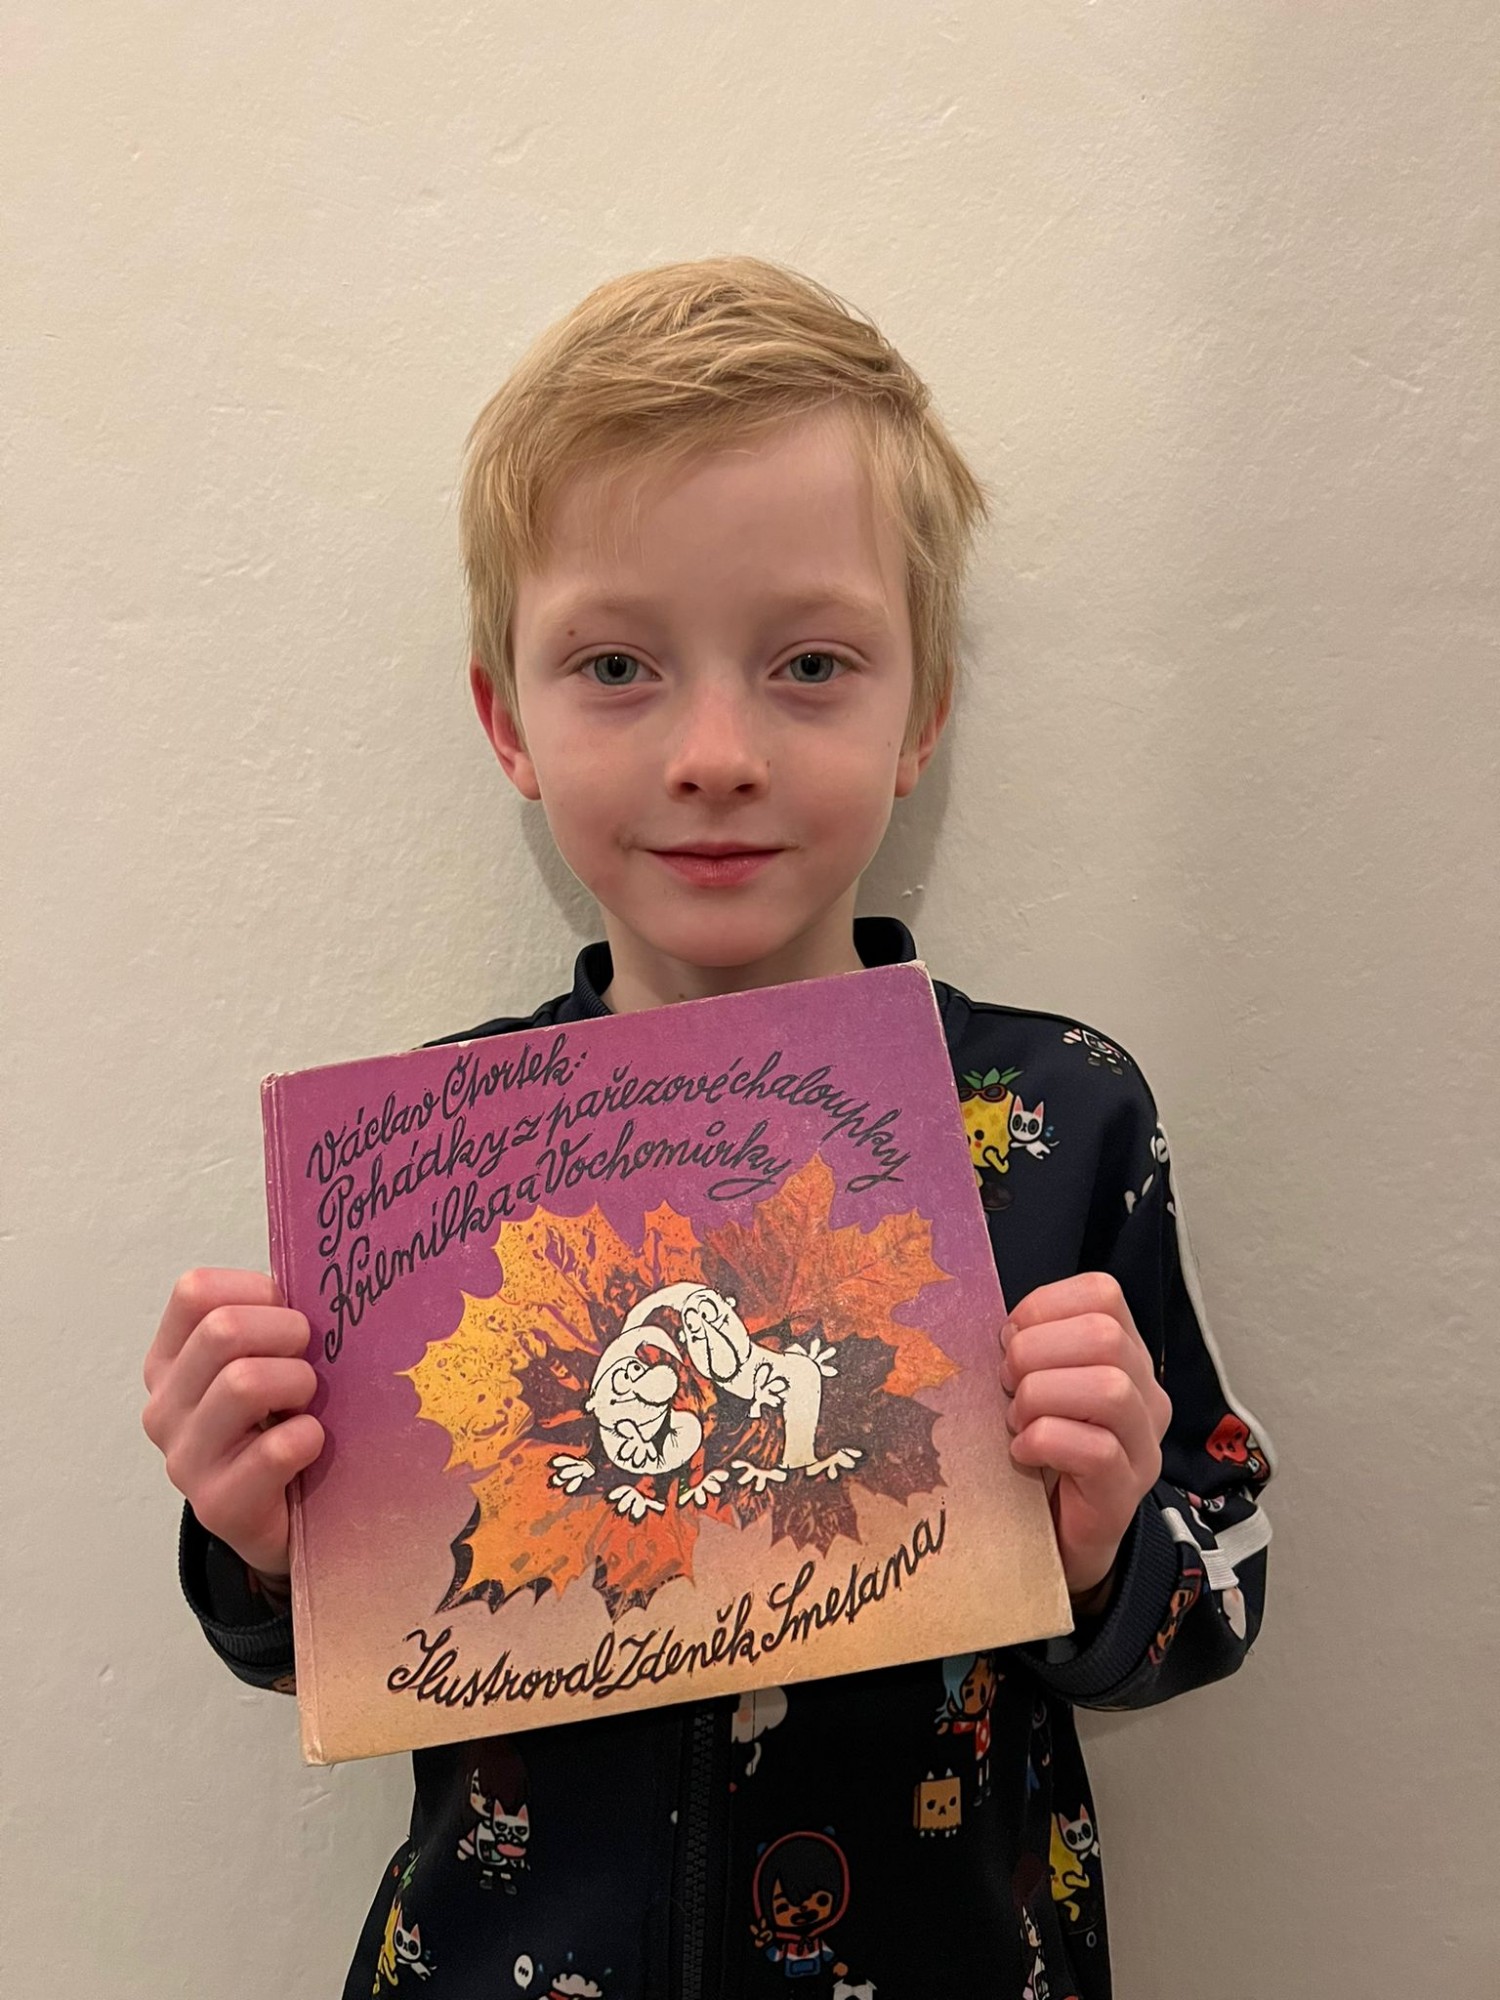 Václav Čtvrtek:
Pohádky z pařezové chaloupky
Křemílka a Vochomůrky
Ilustroval Zdeněk Smetana